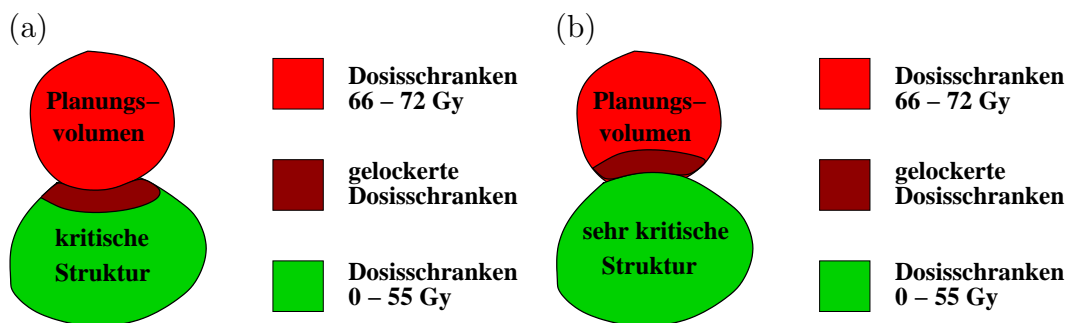 (a)
Planungs–
volumen
kritische
Struktur
Dosisschranken
66 – 72 Gy
gelockerte
Dosisschranken
Dosisschranken
0 – 55 Gy
(b)
Planungs–
volumen
sehr kritische
Struktur
Dosisschranken
66 – 72 Gy
gelockerte
Dosisschranken
Dosisschranken
0 – 55 Gy